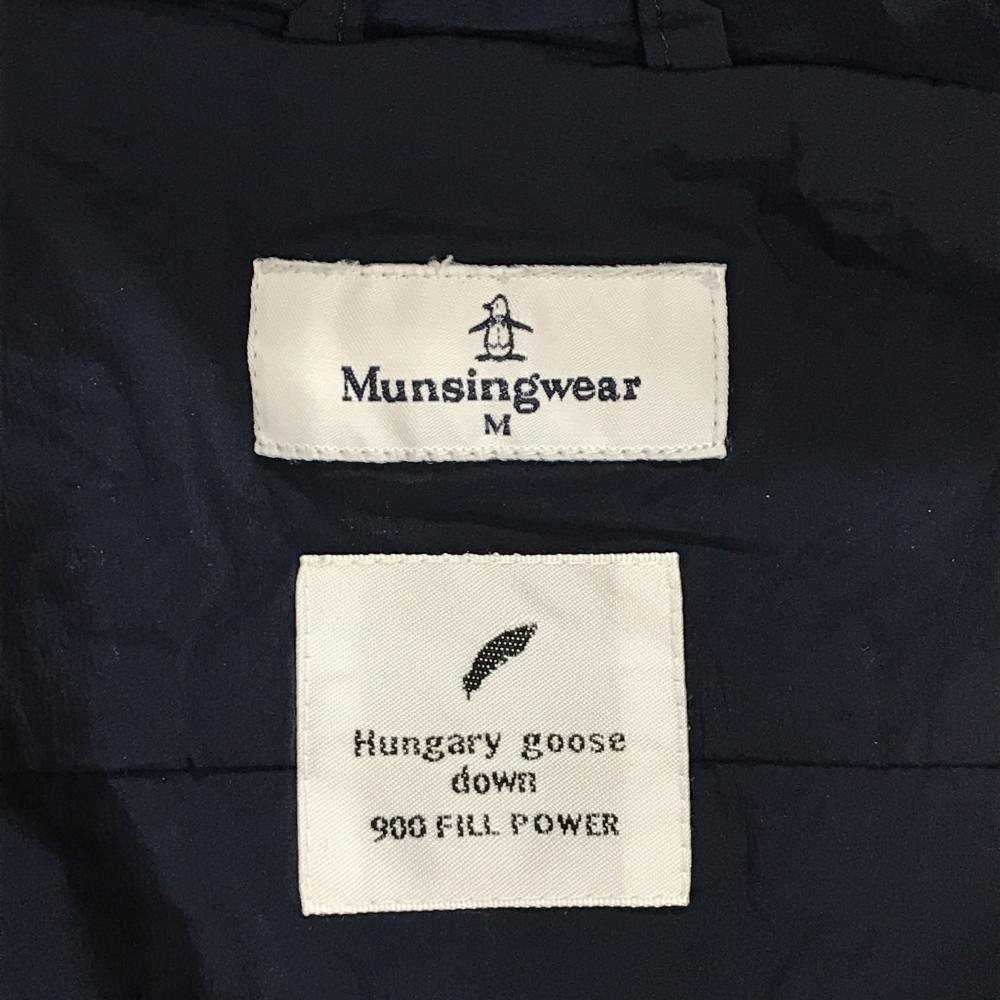 Munsingwear
M
Hungary goose
down
900 FILL POWER